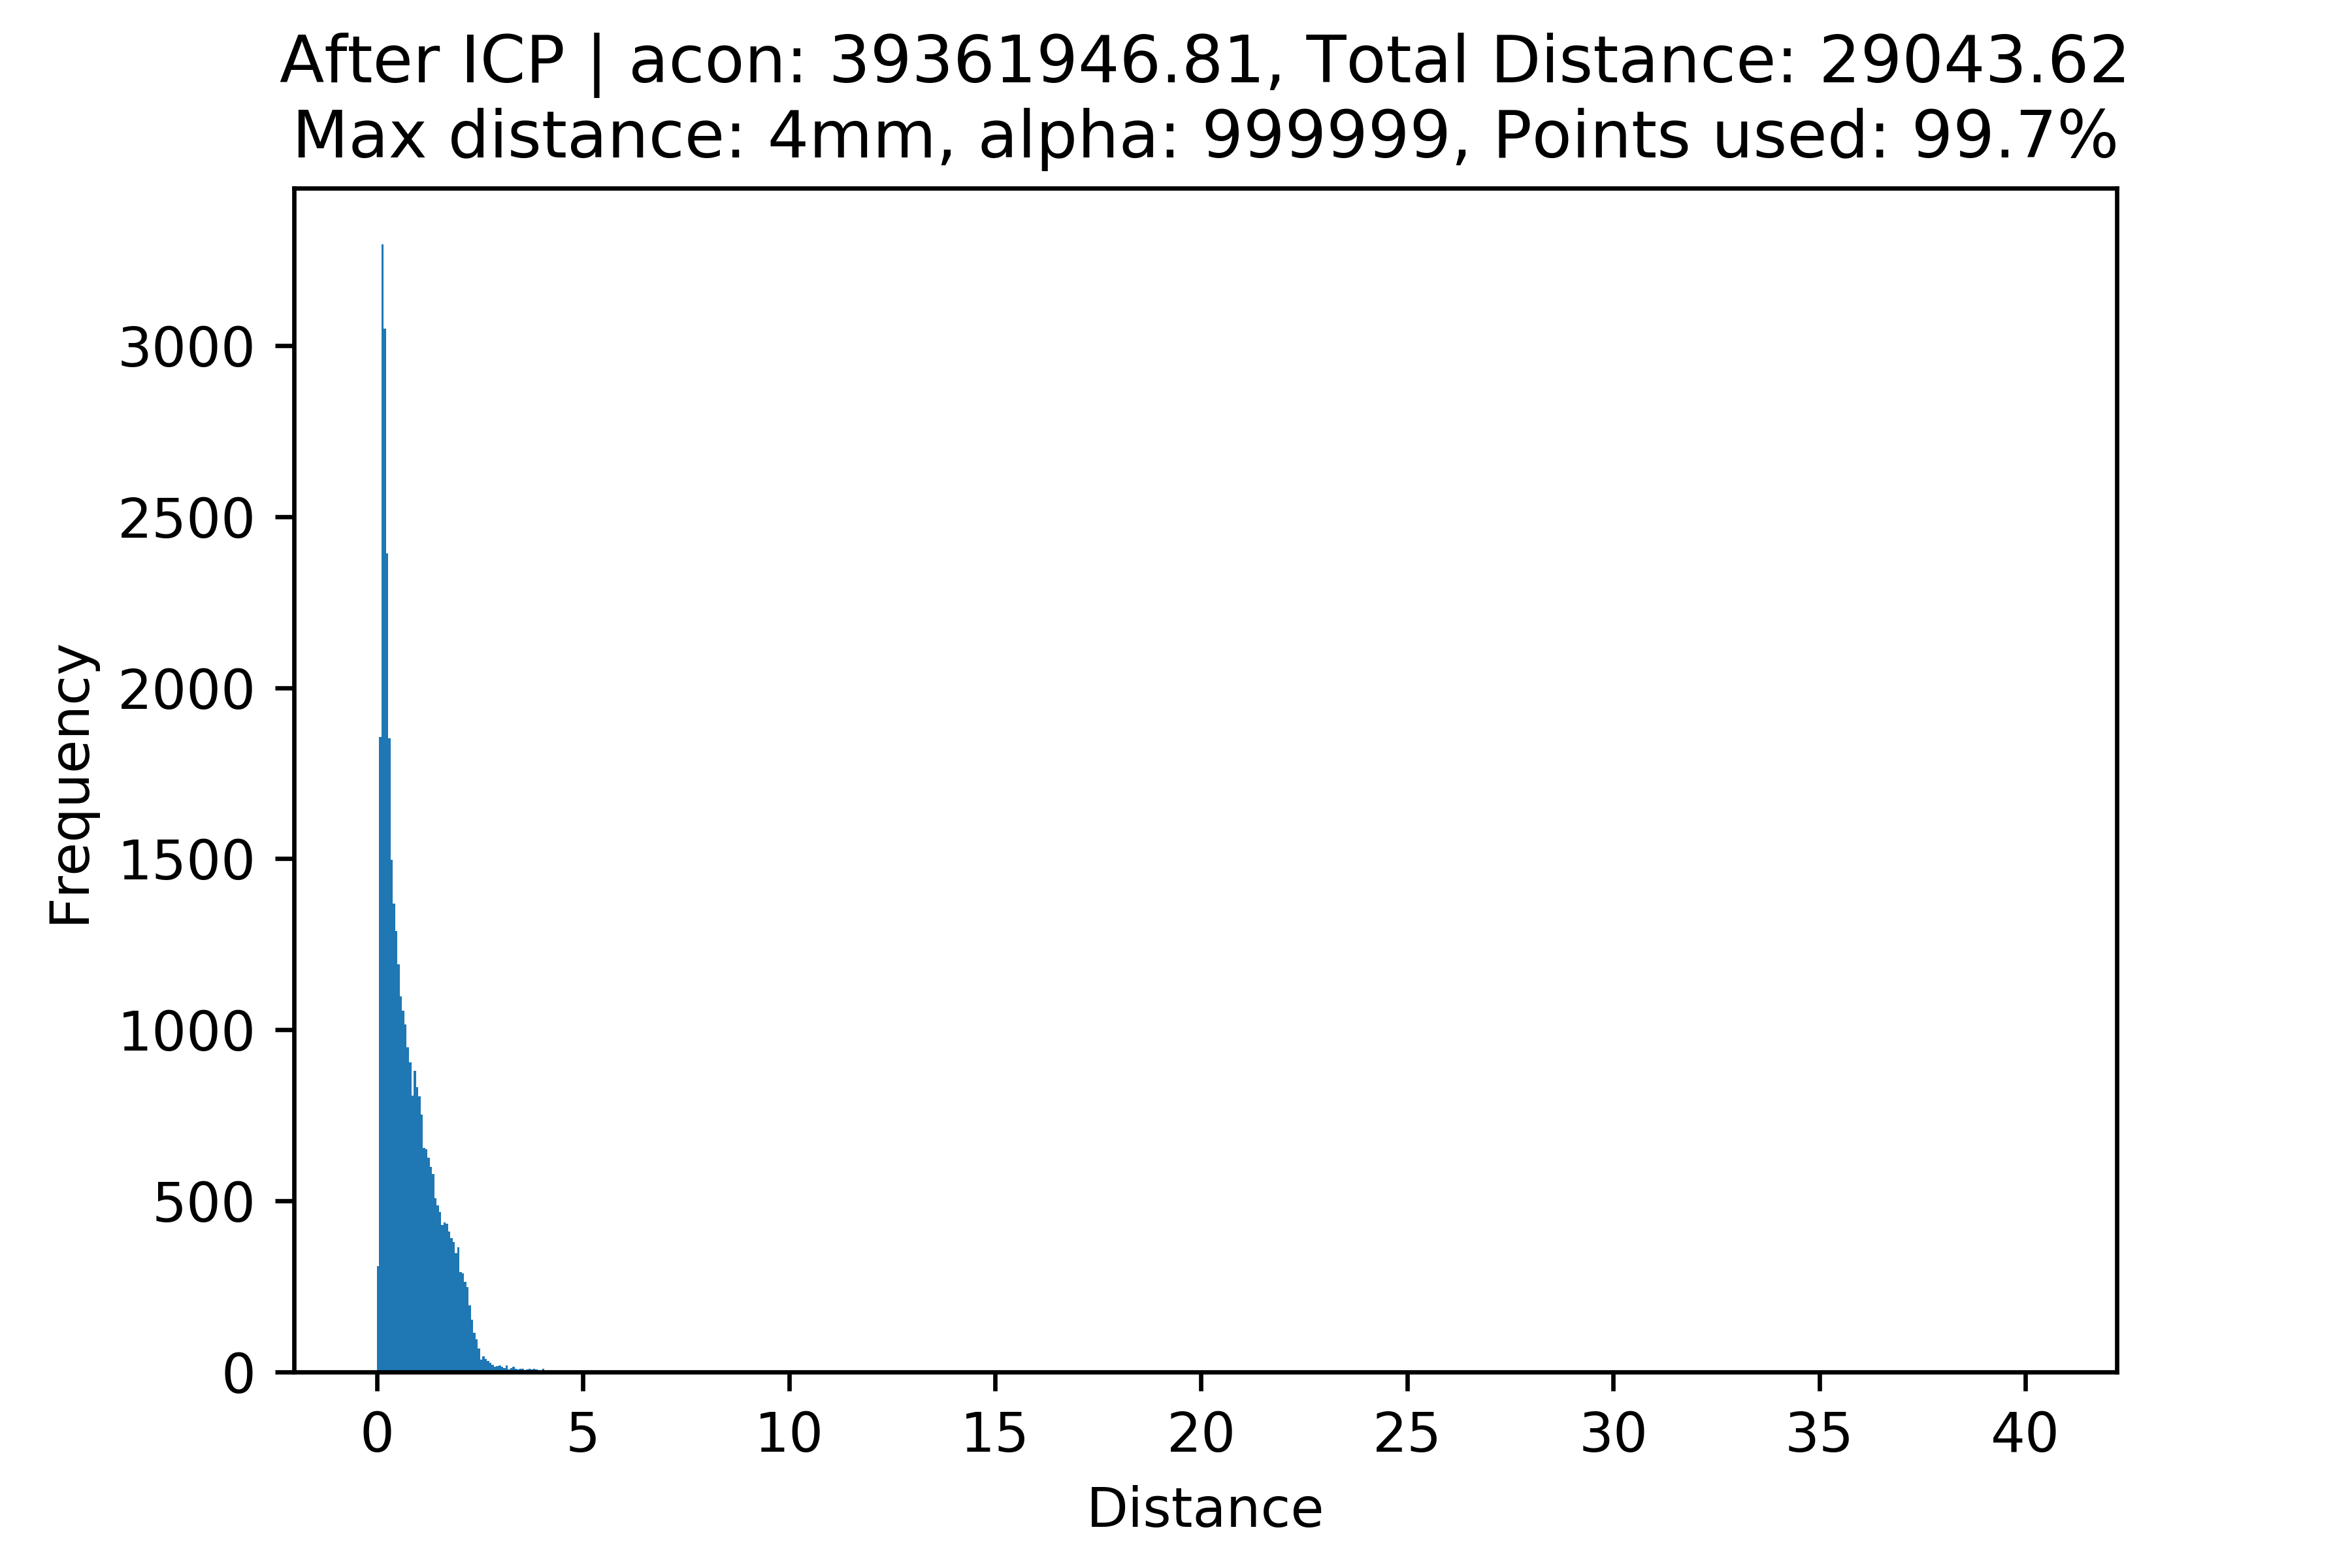 After ICP | acon: 39361946.81, Total Distance: 29043.62
Max distance: 4mm, alpha: 999999, Points used: 99.7%
3000
2500
2000
1500
1000
500
0
Frequency
0 5 10 15 20 25 30 35 40
Distance